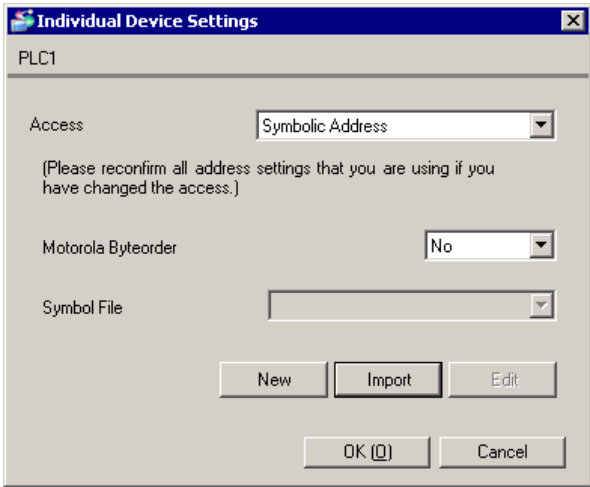 Individual Device Settings
PLC1
Access
Symbolic Address
(Please reconfirm all address settings that you are using if you
have changed the access.)
Motorola Byteorder
No
Symbol File
New
Import
Edit
OK (O)
Cancel